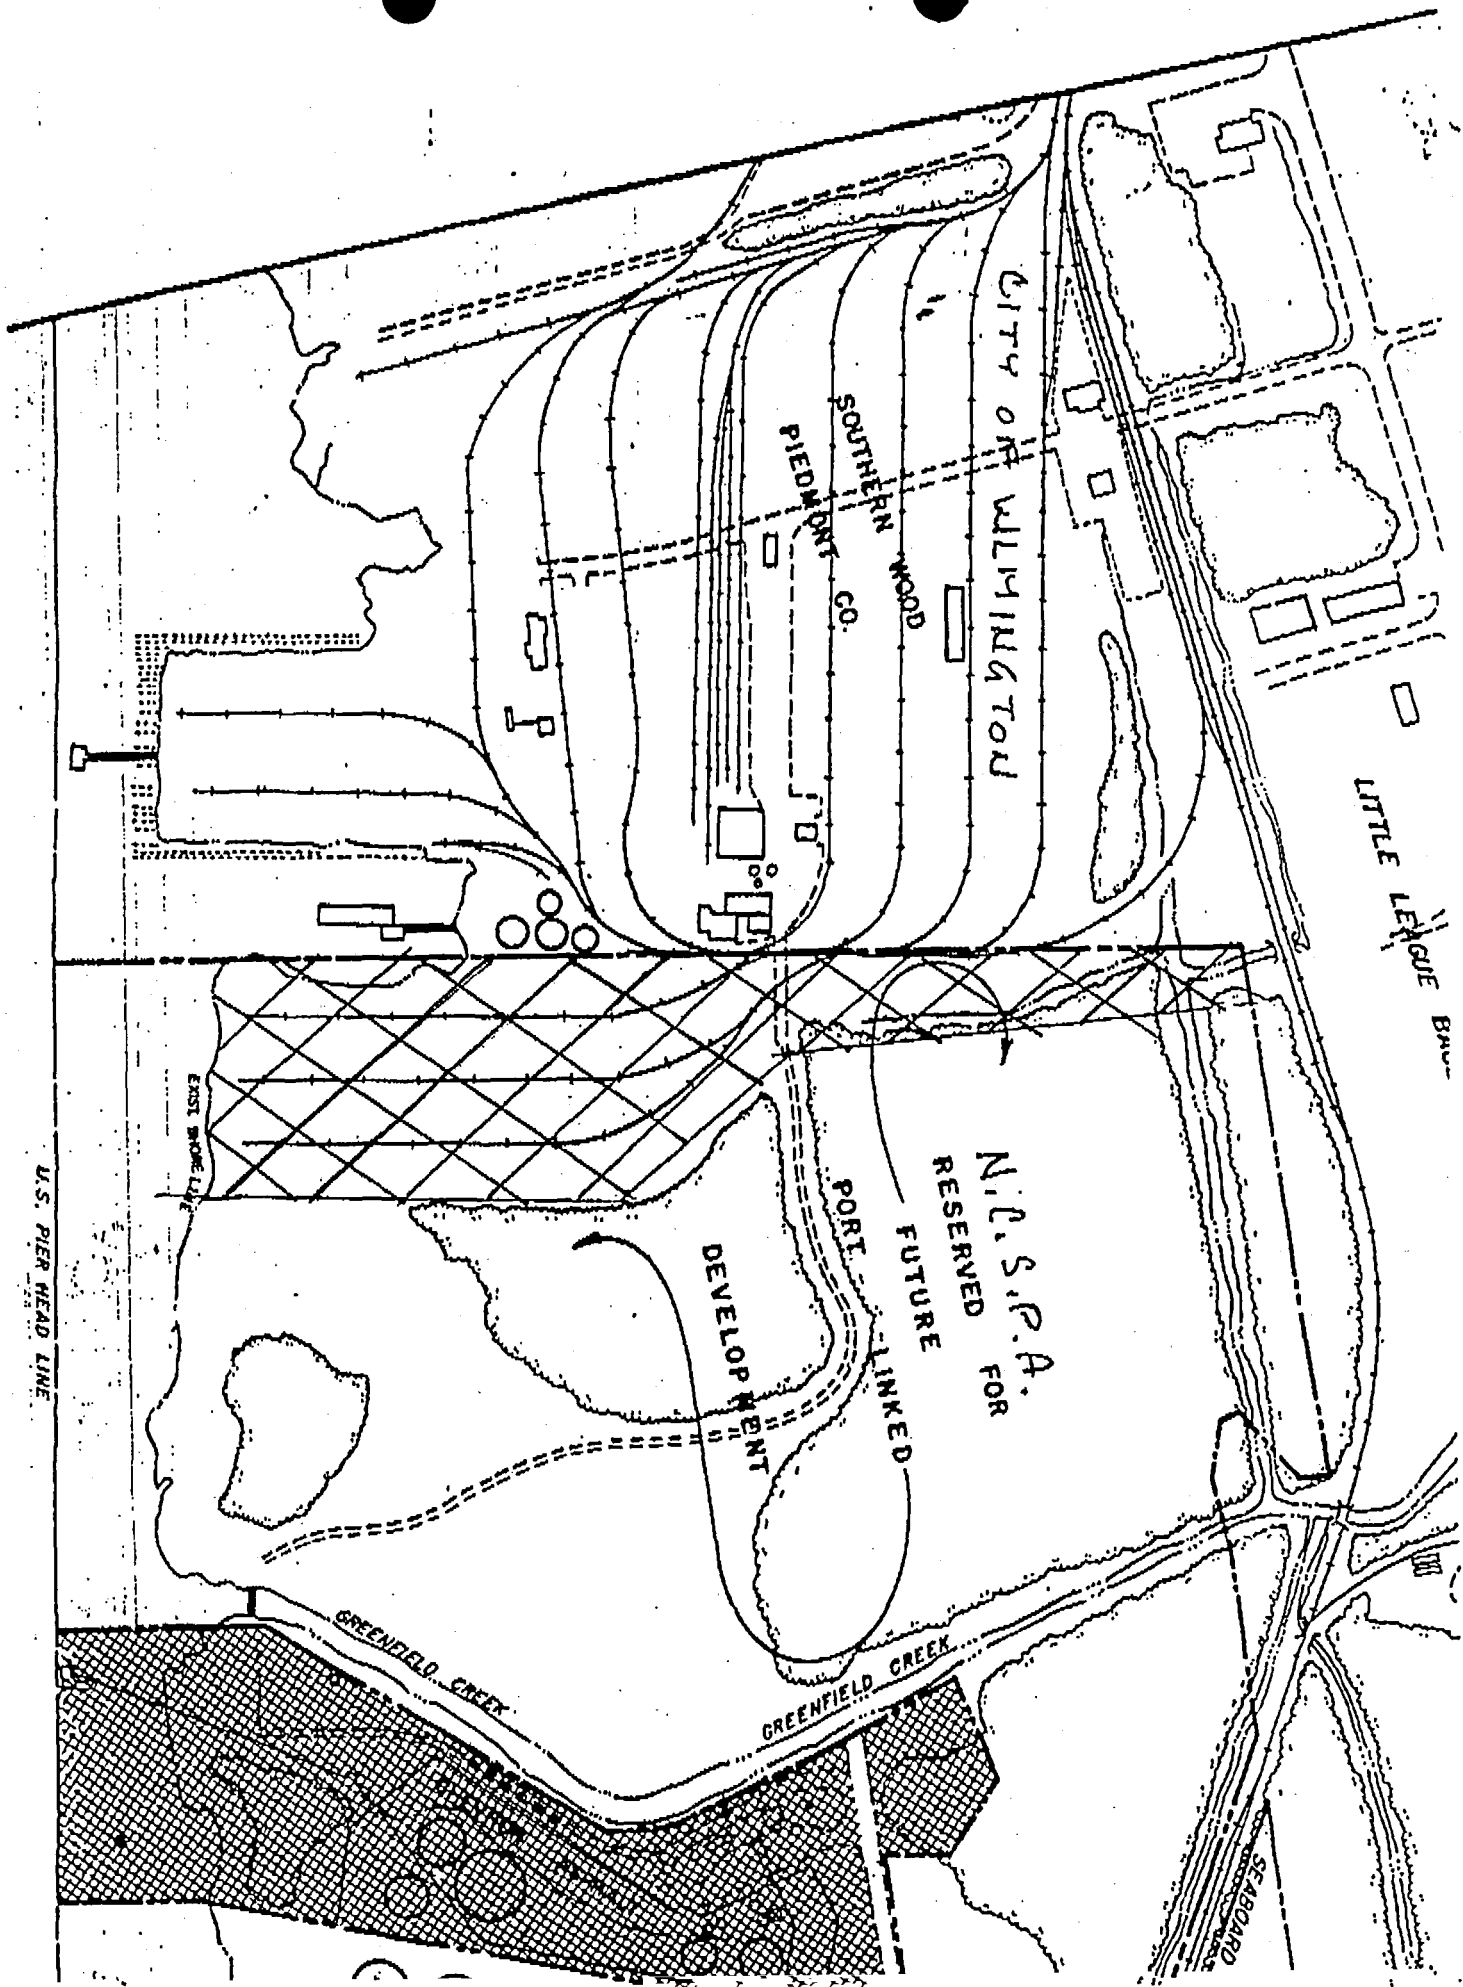 CITY OF WILMINGTON
SOUTHERN WOOD
PIEDMONT CO.
LITTLE LEAGUE
N.C.S.P.A.
RESERVED FOR
FUTURE
PORT LINKED
DEVELOPMENT
EXIST. SHORE LINE
U.S. PIER HEAD LINE
GREENFIELD CREEK
GREENFIELD CREEK
SEABOARD